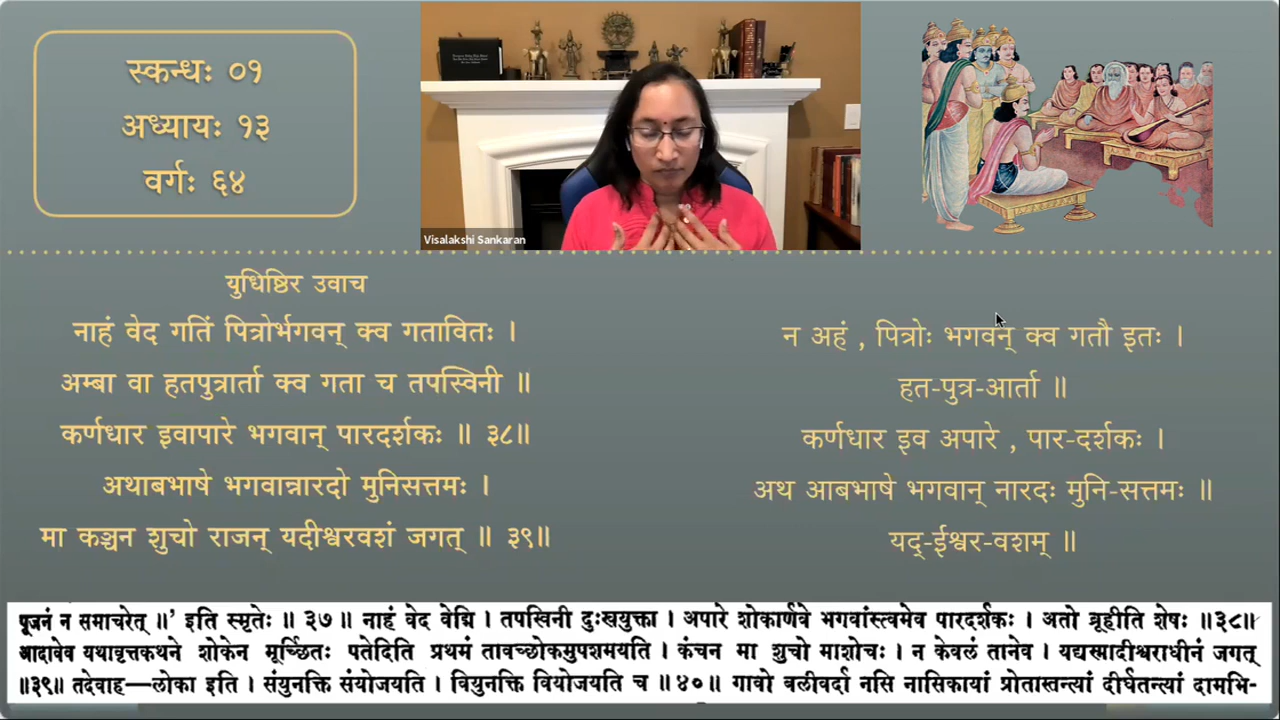 स्कन्धः ०१
अध्यायः १३
वर्गः ६४
Visalakshi Sankaran
युधिष्ठिर उवाच
नाहं वेद गतिं पित्रोर्भगवन् क्व गतावितः ।
अम्बा वा हतपुत्रार्ता क्व गता च तपस्विनी ॥
कर्णधार इवापारे भगवान् पारदर्शकः ॥ ३८॥
अथाबभाषे भगवान्नारदो मुनिसत्तमः ।
मा कञ्चन शुचो राजन् यदीश्वरवशं जगत् ॥ ३९॥
न अहं , पित्रोः भगवन् क्व गतौ इतः ।
हत-पुत्र-आर्ता ॥
कर्णधार इव अपारे , पार-दर्शकः ।
अथ आबभाषे भगवान् नारदः मुनि-सत्तमः ॥
यद्-ईश्वर-वशम् ॥
पूजनं न समाचरेत् ॥' इति स्मृतेः ॥ ३७ ॥ नाहं वेद वेद्मि । तपस्विनी दुःखयुक्ता । अपारे शोकार्णवे भगवांस्त्वमेव पारदर्शकः । अतो ब्रूहीति शेषः ॥३८॥
आदावेव यथावृत्तकथने शोकेन मूर्च्छितः पतेदिति प्रथमं तावच्छोकमुपशमयति । कंचन मा शुचो माशोचः । न केवलं तानेव । यद्यस्मादीश्वराधीनं जगत्
॥३९॥ तदेवाह—लोका इति । संयुनक्ति संयोजयति । वियुनक्ति वियोजयति च ॥४०॥ गावो बलीवर्दा नसि नासिकायां प्रोतास्तन्त्यां दीर्घतन्त्यां दामभि-